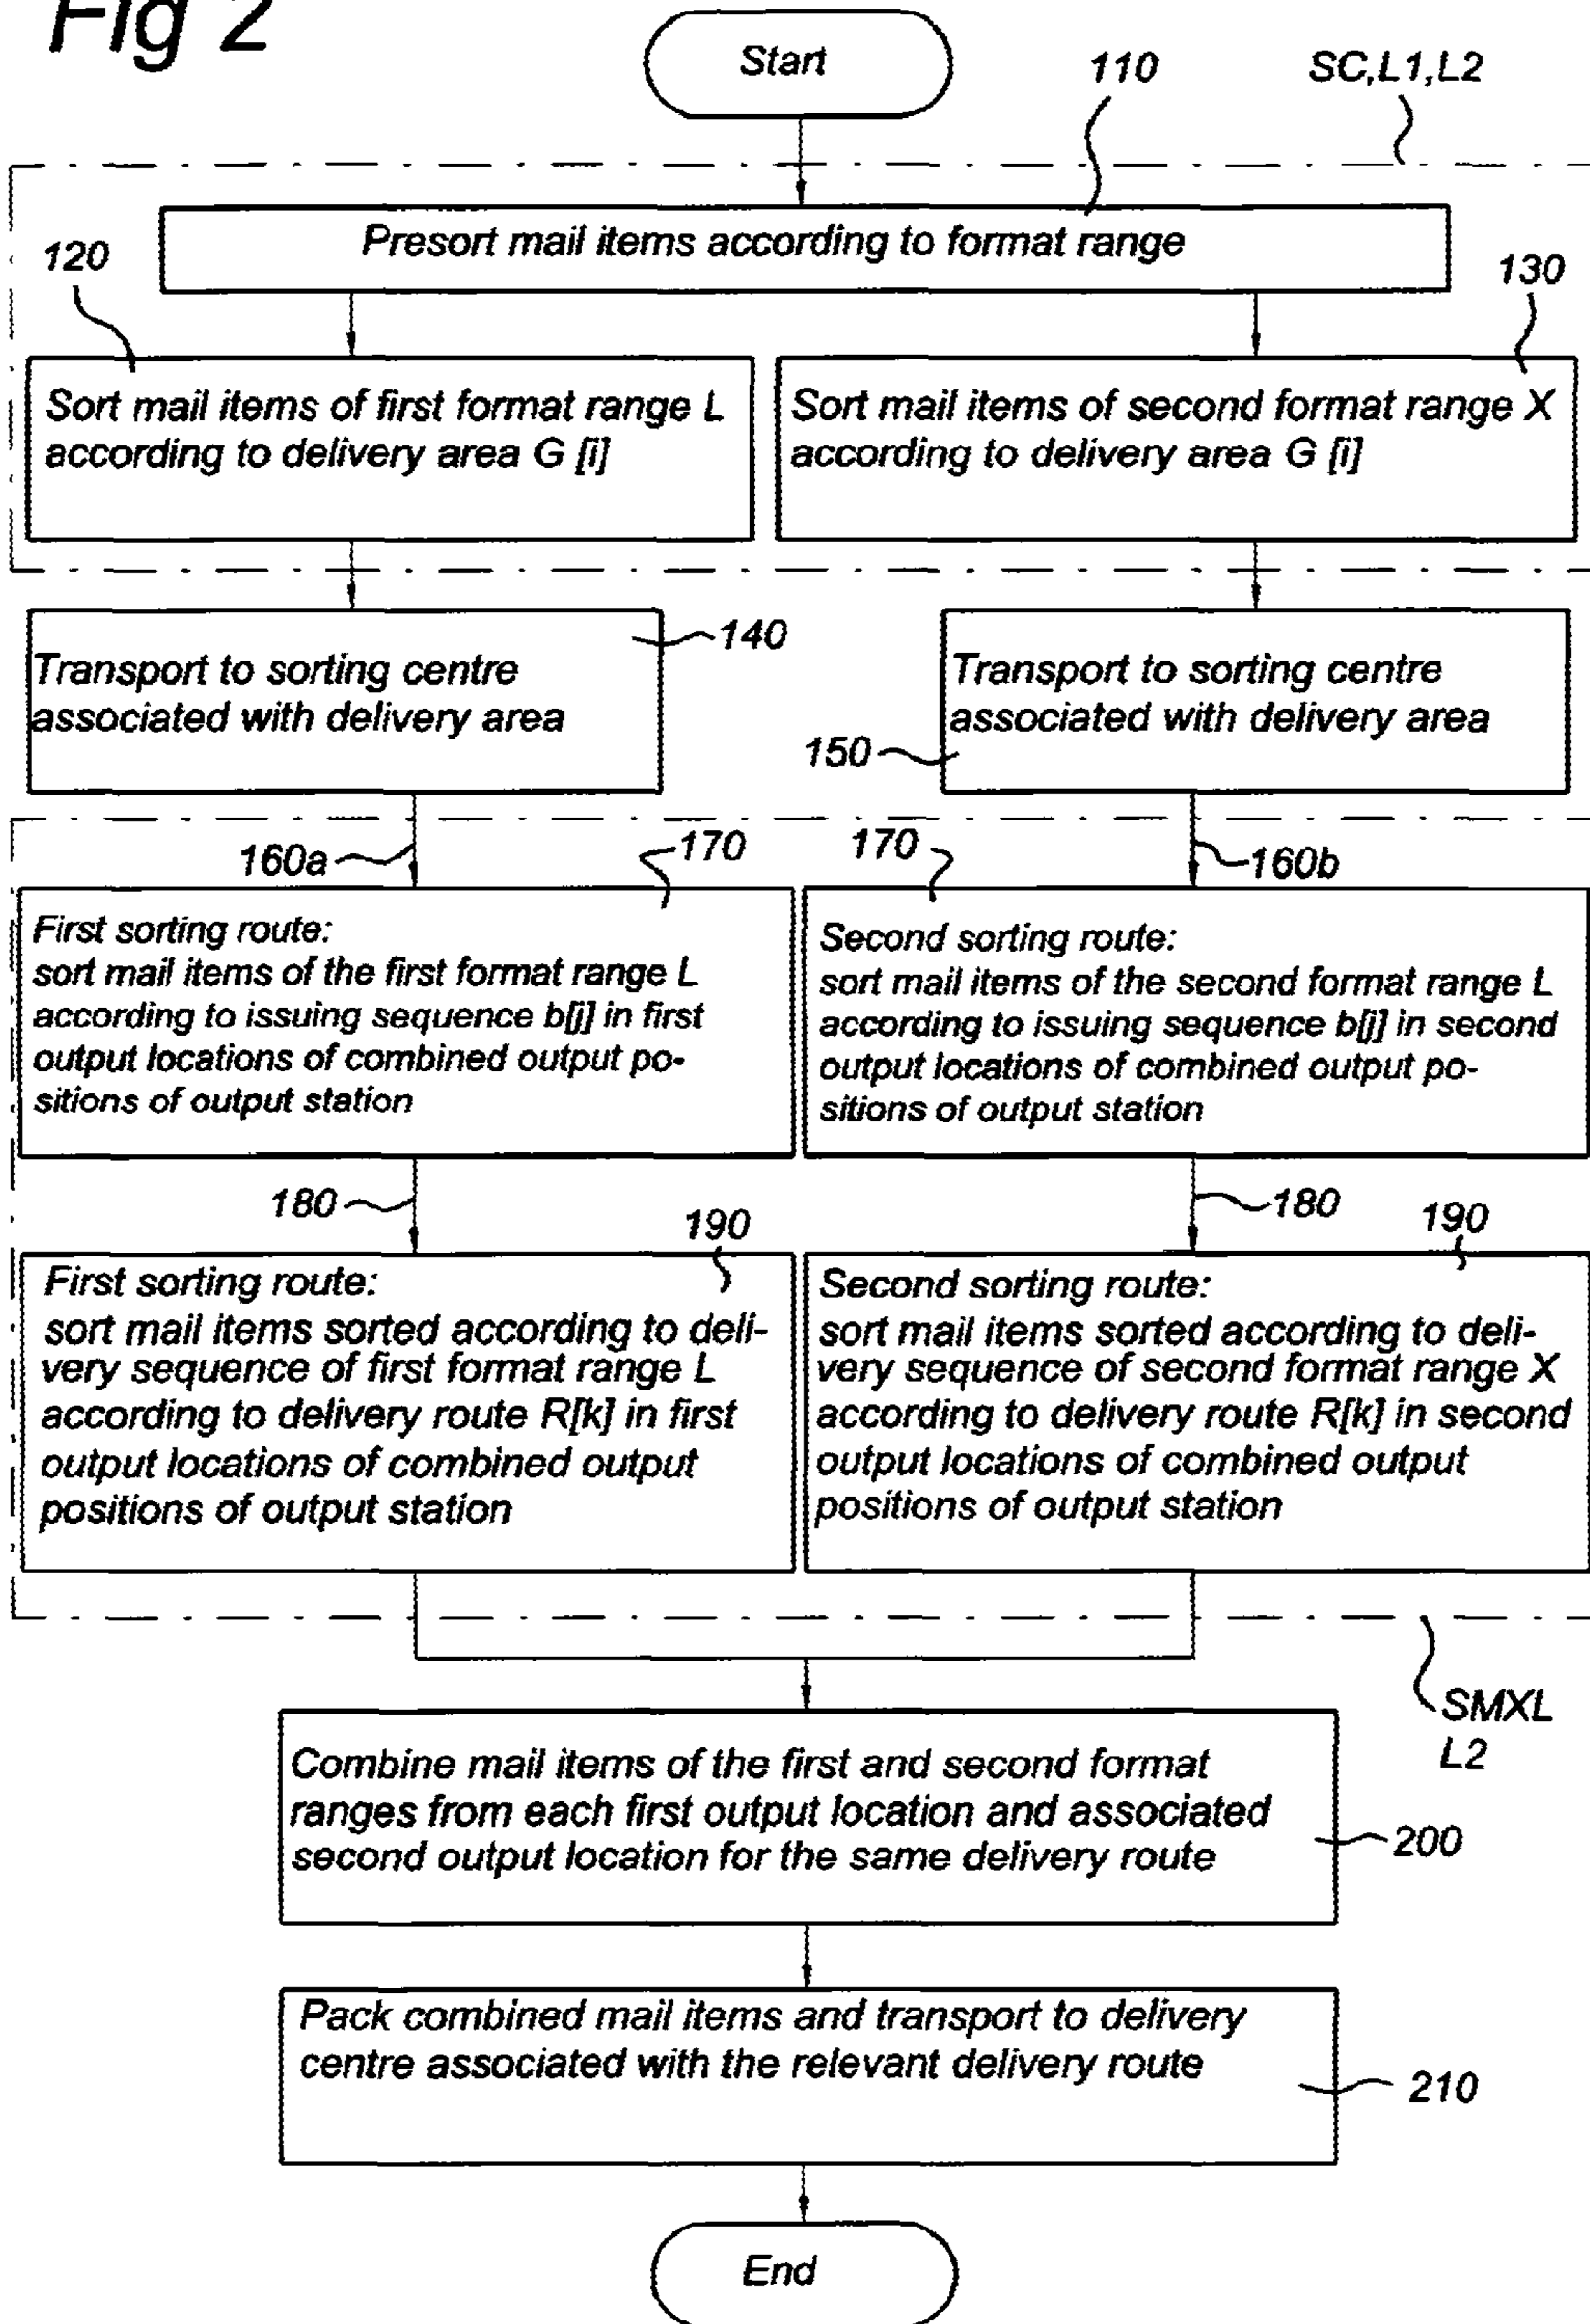 Fig 2
Start
110
SC,L1,L2
Presort mail items according to format range
120
130
Sort mail items of first format range L
according to delivery area G [i]
Sort mail items of second format range X
according to delivery area G [i]
Transport to sorting centre
associated with delivery area
140
Transport to sorting centre
associated with delivery area
150
160a
170
170
160b
First sorting route:
sort mail items of the first format range L
according to issuing sequence b[j] in first
output locations of combined output po-
sitions of output station
Second sorting route:
sort mail items of the second format range L
according to issuing sequence b[j] in second
output locations of combined output po-
sitions of output station
180
190
180
190
First sorting route:
sort mail items sorted according to deli-
very sequence of first format range L
according to delivery route R[k] in first
output locations of combined output
positions of output station
Second sorting route:
sort mail items sorted according to deli-
very sequence of second format range X
according to delivery route R[k] in second
output locations of combined output
positions of output station
SMXL
L2
Combine mail items of the first and second format
ranges from each first output location and associated
second output location for the same delivery route
200
Pack combined mail items and transport to delivery
centre associated with the relevant delivery route
210
End